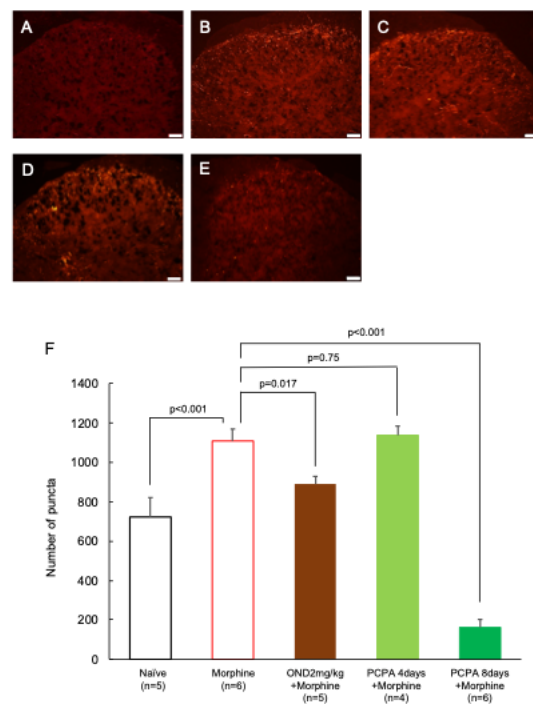 A
B
C
D
E
F
p<0.001
p=0.75
p=0.017
p<0.001
1400
1200
1000
800
600
400
200
0
Number of puncta
Naïve
(n=5)
Morphine
(n=6)
OND2mg/kg
+Morphine
(n=5)
PCPA 4days
+Morphine
(n=4)
PCPA 8days
+Morphine
(n=6)